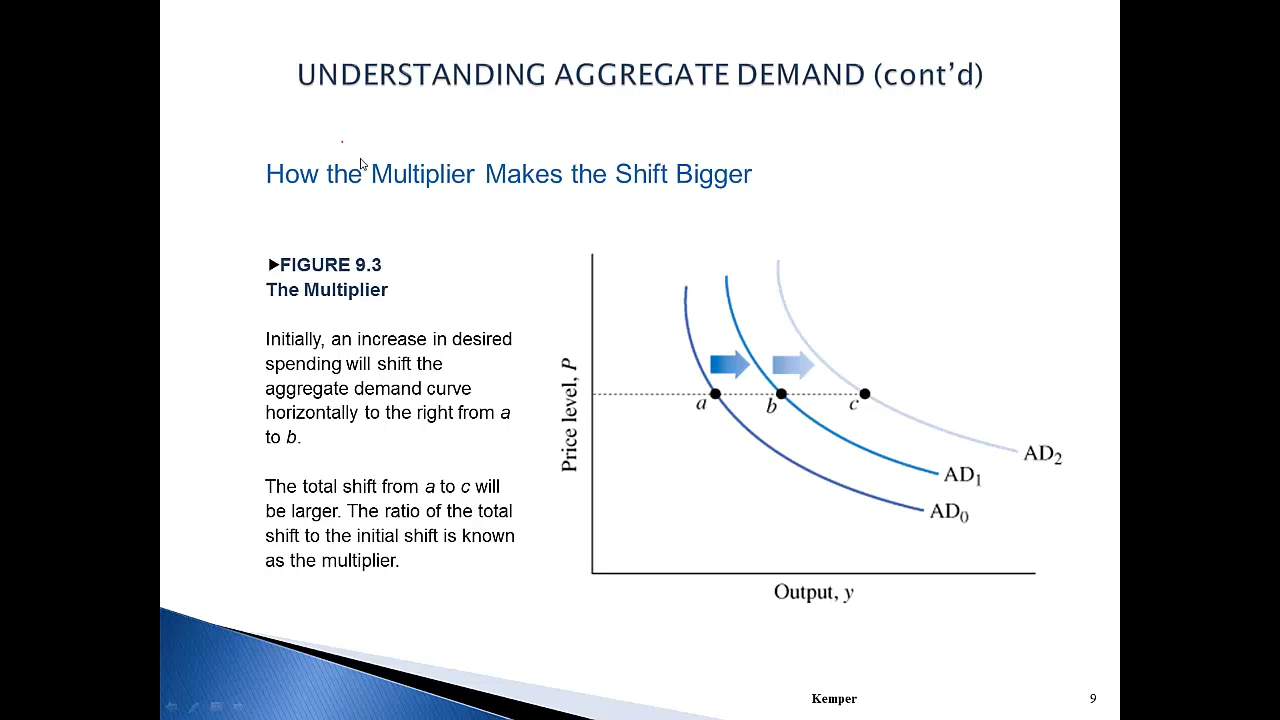 UNDERSTANDING AGGREGATE DEMAND (cont’d)
How the Multiplier Makes the Shift Bigger
▶FIGURE 9.3
The Multiplier
Initially, an increase in desired
spending will shift the
aggregate demand curve
horizontally to the right from a
to b.
The total shift from a to c will
be larger. The ratio of the total
shift to the initial shift is known
as the multiplier.
Price level, P
a
b
c
AD2
AD1
AD0
Output, y
Kemper
9